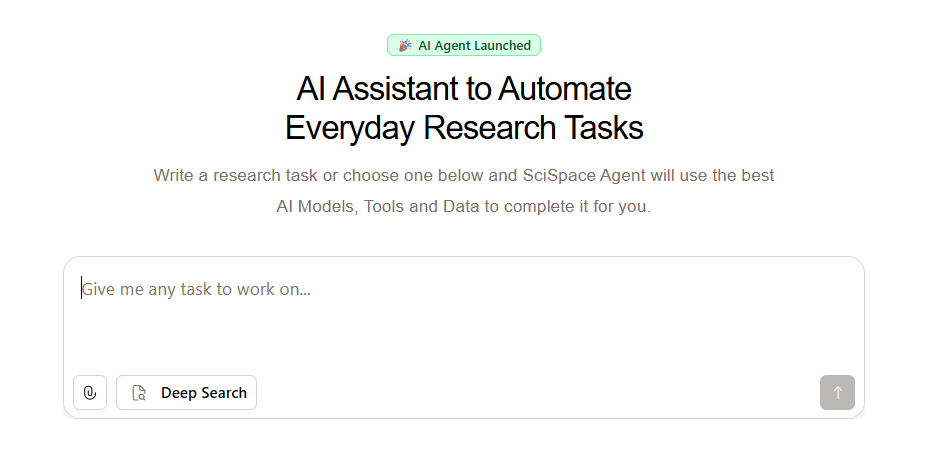 🎉 AI Agent Launched
AI Assistant to Automate
Everyday Research Tasks
Write a research task or choose one below and SciSpace Agent will use the best
AI Models, Tools and Data to complete it for you.
Give me any task to work on...
Deep Search